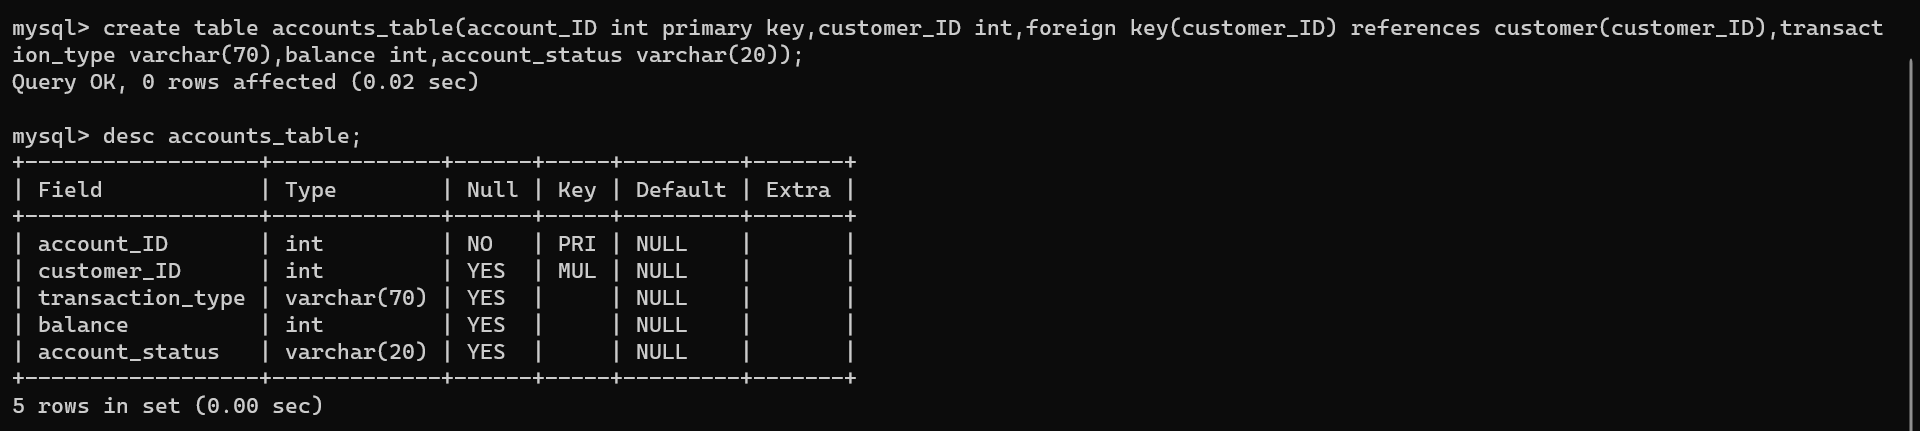 mysql> create table accounts_table(account_ID int primary key,customer_ID int,foreign key(customer_ID) references customer(customer_ID),transact
ion_type varchar(70),balance int,account_status varchar(20));
Query OK, 0 rows affected (0.02 sec)
mysql> desc accounts_table;
+------------------+-------------+------+-----+---------+-------+
| Field            | Type        | Null | Key | Default | Extra |
+------------------+-------------+------+-----+---------+-------+
| account_ID       | int         | NO   | PRI | NULL    |       |
| customer_ID      | int         | YES  | MUL | NULL    |       |
| transaction_type | varchar(70) | YES  |     | NULL    |       |
| balance          | int         | YES  |     | NULL    |       |
| account_status   | varchar(20) | YES  |     | NULL    |       |
+------------------+-------------+------+-----+---------+-------+
5 rows in set (0.00 sec)